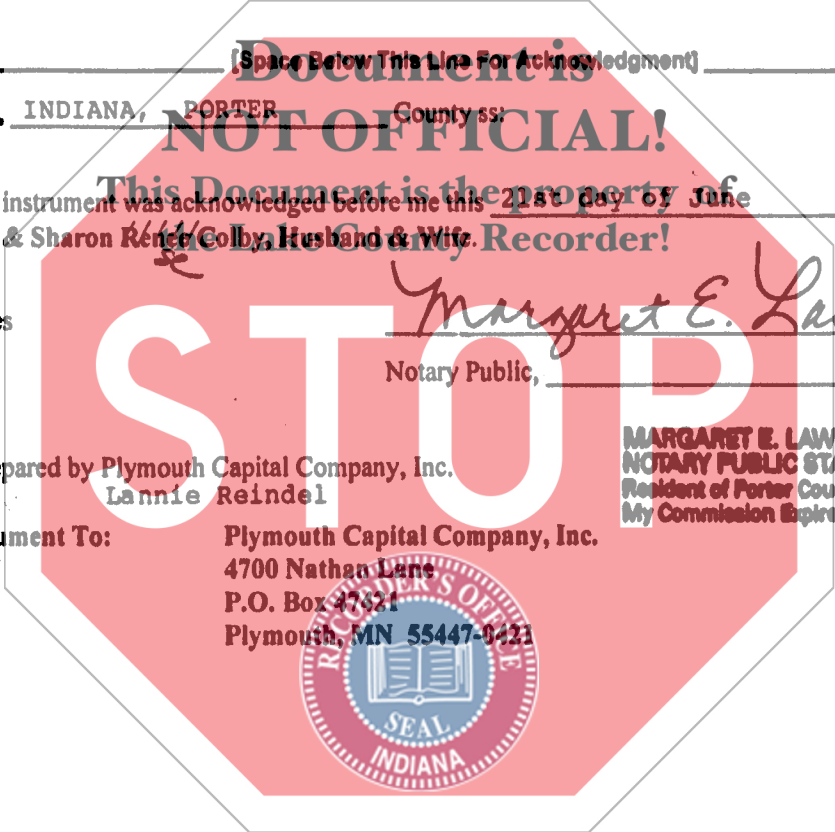 Document is
[Space Below This Line For Acknowledgment]
NOT OFFICIAL!
INDIANA, PORTER County ss:
This Document is the property of
instrument was acknowledged before me this 21st day of June
the Lake County Recorder!
& Sharon Renee Colby, Husband & Wife.
es
Margaret E. La
Notary Public,
STOP
MARGARET E. LAW
pared by Plymouth Capital Company, Inc.
NOTARY PUBLIC STA
Lannie Reindel
Resident of Porter Cou
My Commission Expire
ument To: Plymouth Capital Company, Inc.
4700 Nathan Lane
P.O. Box 47421
Plymouth, MN 55447-0421
RECORDER'S OFFICE
SEAL
INDIANA